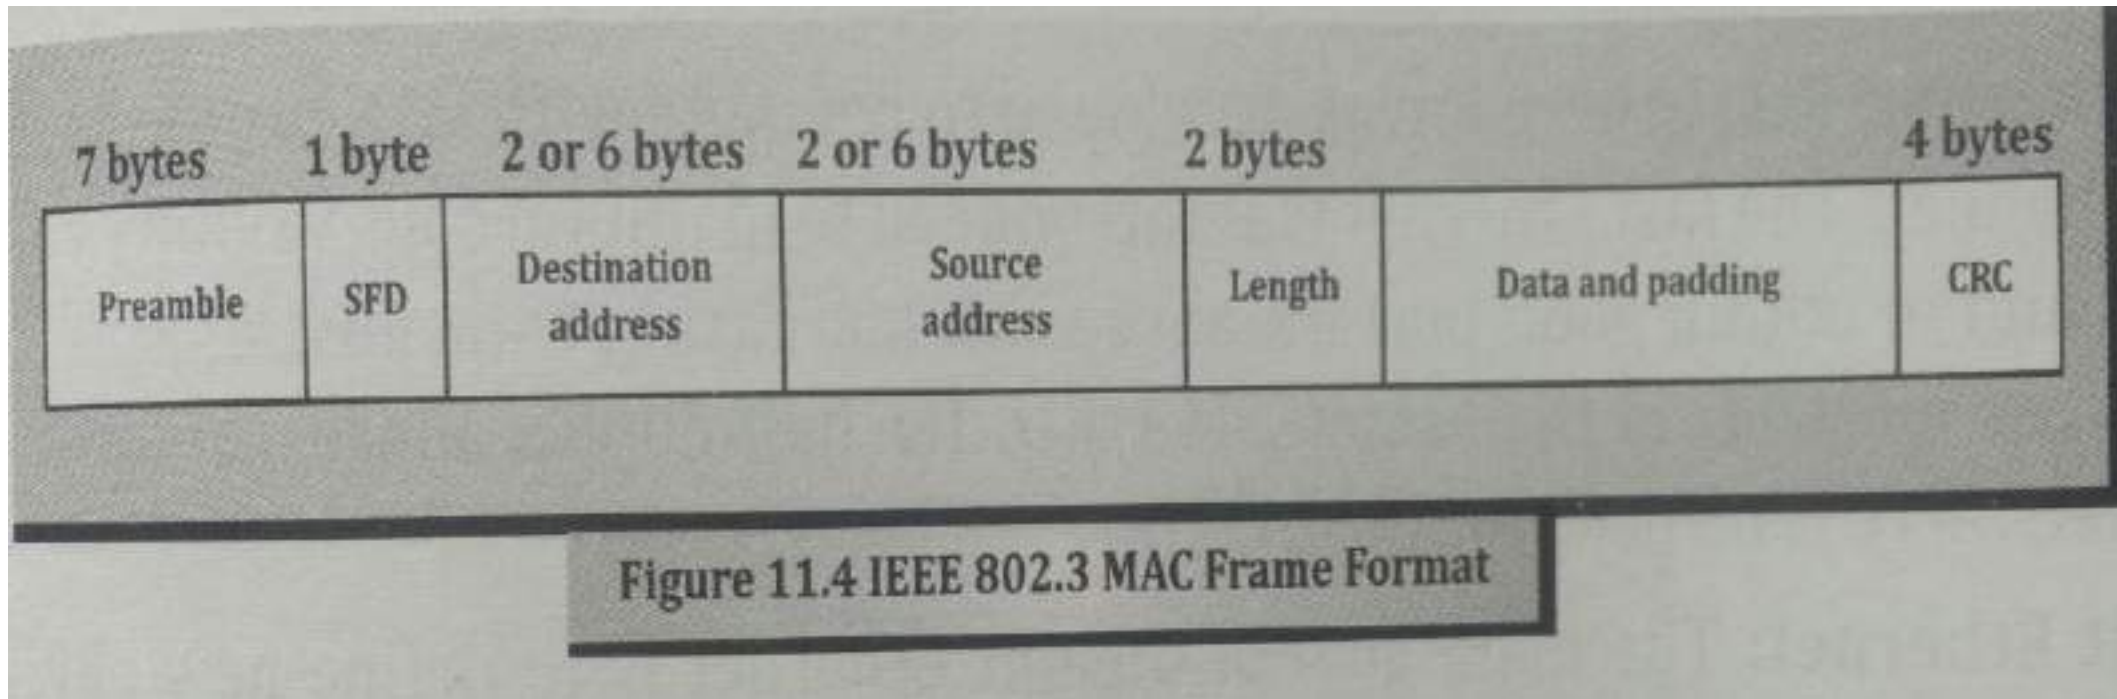 7 bytes 1 byte 2 or 6 bytes 2 or 6 bytes 2 bytes 4 bytes
Preamble
SFD
Destination
address
Source
address
Length
Data and padding
CRC
Figure 11.4 IEEE 802.3 MAC Frame Format